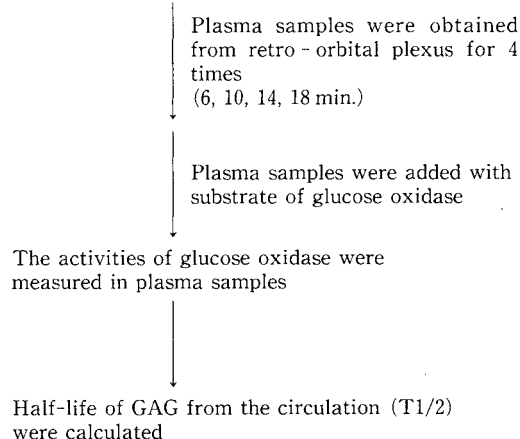 Plasma samples were obtained
from retro-orbital plexus for 4
times
(6, 10, 14, 18 min.)
Plasma samples were added with
substrate of glucose oxidase
The activities of glucose oxidase were
measured in plasma samples
Half-life of GAG from the circulation (T1/2)
were calculated